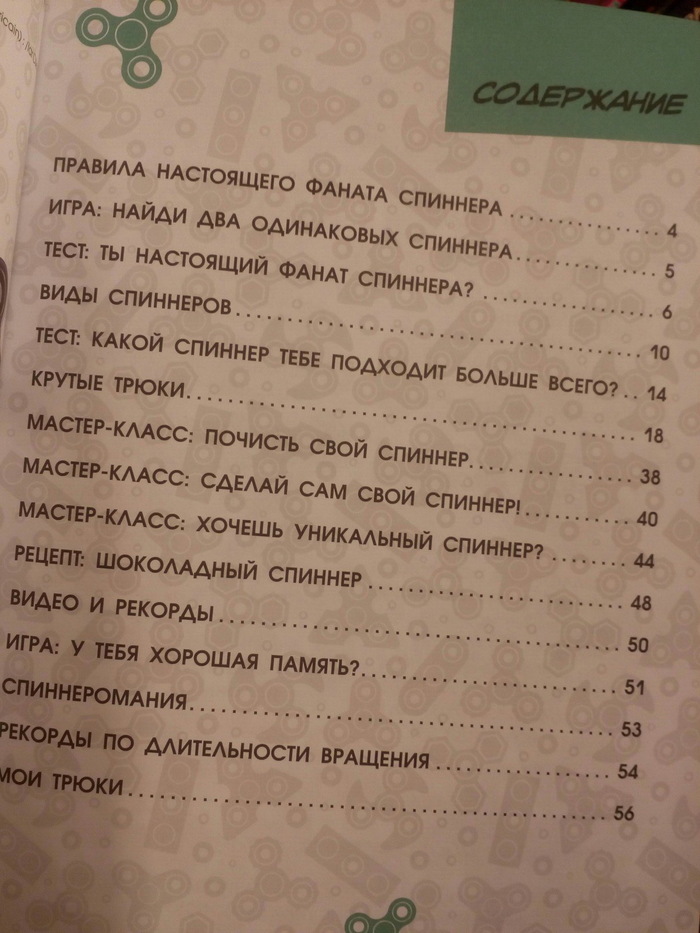 СОДЕРЖАНИЕ
ПРАВИЛА НАСТОЯЩЕГО ФАНАТА СПИННЕРА .............. 4
ИГРА: НАЙДИ ДВА ОДИНАКОВЫХ СПИННЕРА .............. 5
ТЕСТ: ТЫ НАСТОЯЩИЙ ФАНАТ СПИННЕРА? .............. 6
ВИДЫ СПИННЕРОВ .............. 10
ТЕСТ: КАКОЙ СПИННЕР ТЕБЕ ПОДХОДИТ БОЛЬШЕ ВСЕГО? .. 14
КРУТЫЕ ТРЮКИ .............. 18
МАСТЕР-КЛАСС: ПОЧИСТЬ СВОЙ СПИННЕР .............. 38
МАСТЕР-КЛАСС: СДЕЛАЙ САМ СВОЙ СПИННЕР! .............. 40
МАСТЕР-КЛАСС: ХОЧЕШЬ УНИКАЛЬНЫЙ СПИННЕР? ........ 44
РЕЦЕПТ: ШОКОЛАДНЫЙ СПИННЕР .............. 48
ВИДЕО И РЕКОРДЫ .............. 50
ИГРА: У ТЕБЯ ХОРОШАЯ ПАМЯТЬ? .............. 51
СПИННЕРОМАНИЯ .............. 53
РЕКОРДЫ ПО ДЛИТЕЛЬНОСТИ ВРАЩЕНИЯ .............. 54
МОИ ТРЮКИ .............. 56